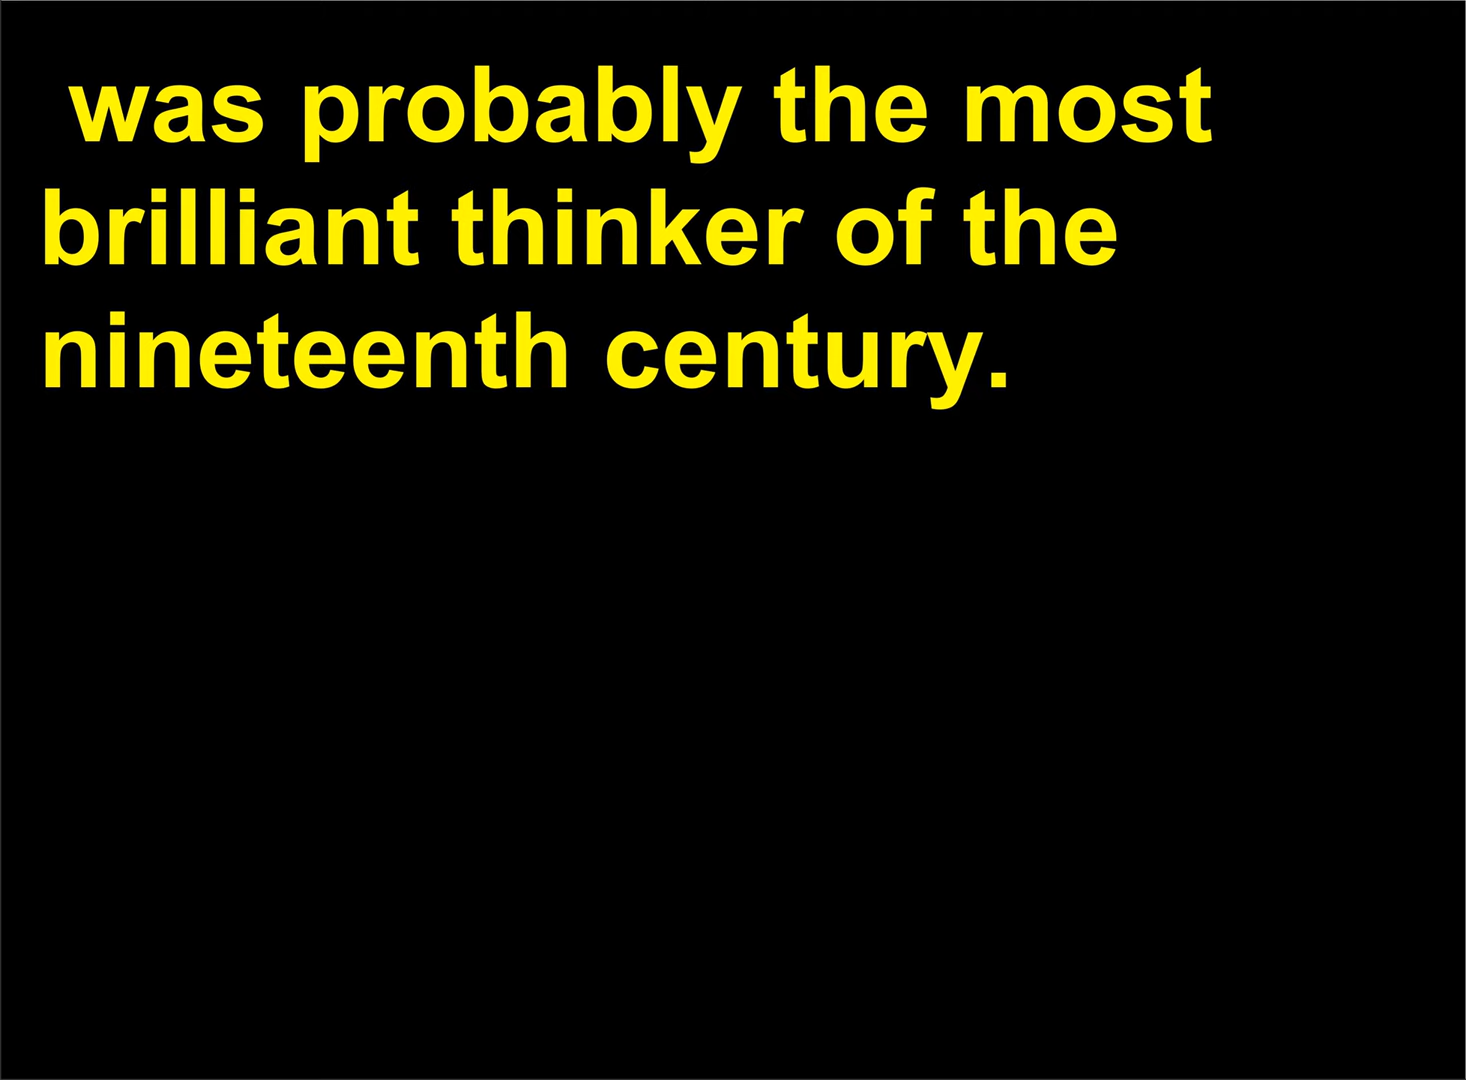 was probably the most
brilliant thinker of the
nineteenth century.